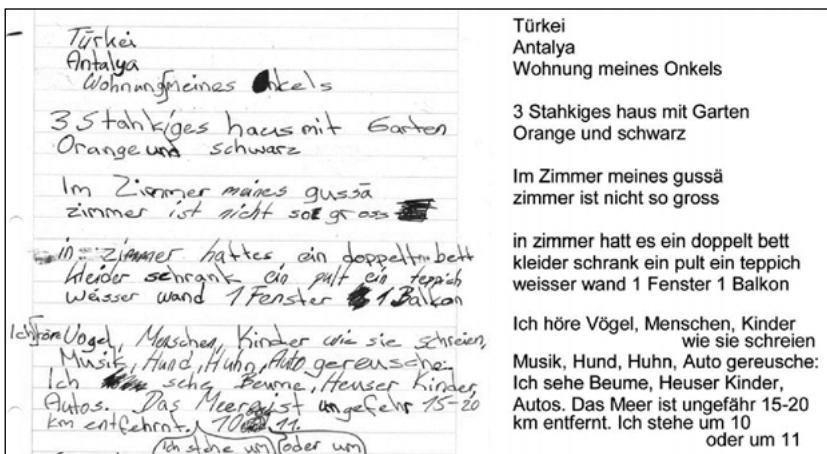 Türkei
Antalya
Wohnung meines Onkels
3 Stahkiges haus mit Garten
Orange und schwarz
Im Zimmer meines gussä
zimmer ist nicht so gross
in zimmer hattes ein doppelt bett
kleider schrank ein pult ein teppich
weisser wand 1 Fenster 1 Balkon
Ich höre Vögel, Menschen, Kinder wie sie schreien,
Musik, Hund, Huhn, Auto gereusche:
Ich sehe Beume, Heuser Kinder,
Autos. Das Meer ist ungefehr 15-20
km entfehrnt. 10 11.
Ich stehe um oder um
Türkei
Antalya
Wohnung meines Onkels
3 Stahkiges haus mit Garten
Orange und schwarz
Im Zimmer meines gussä
zimmer ist nicht so gross
in zimmer hatt es ein doppelt bett
kleider schrank ein pult ein teppich
weisser wand 1 Fenster 1 Balkon
Ich höre Vögel, Menschen, Kinder
wie sie schreien
Musik, Hund, Huhn, Auto gereusche:
Ich sehe Beume, Heuser Kinder,
Autos. Das Meer ist ungefähr 15-20
km entfernt. Ich stehe um 10
oder um 11